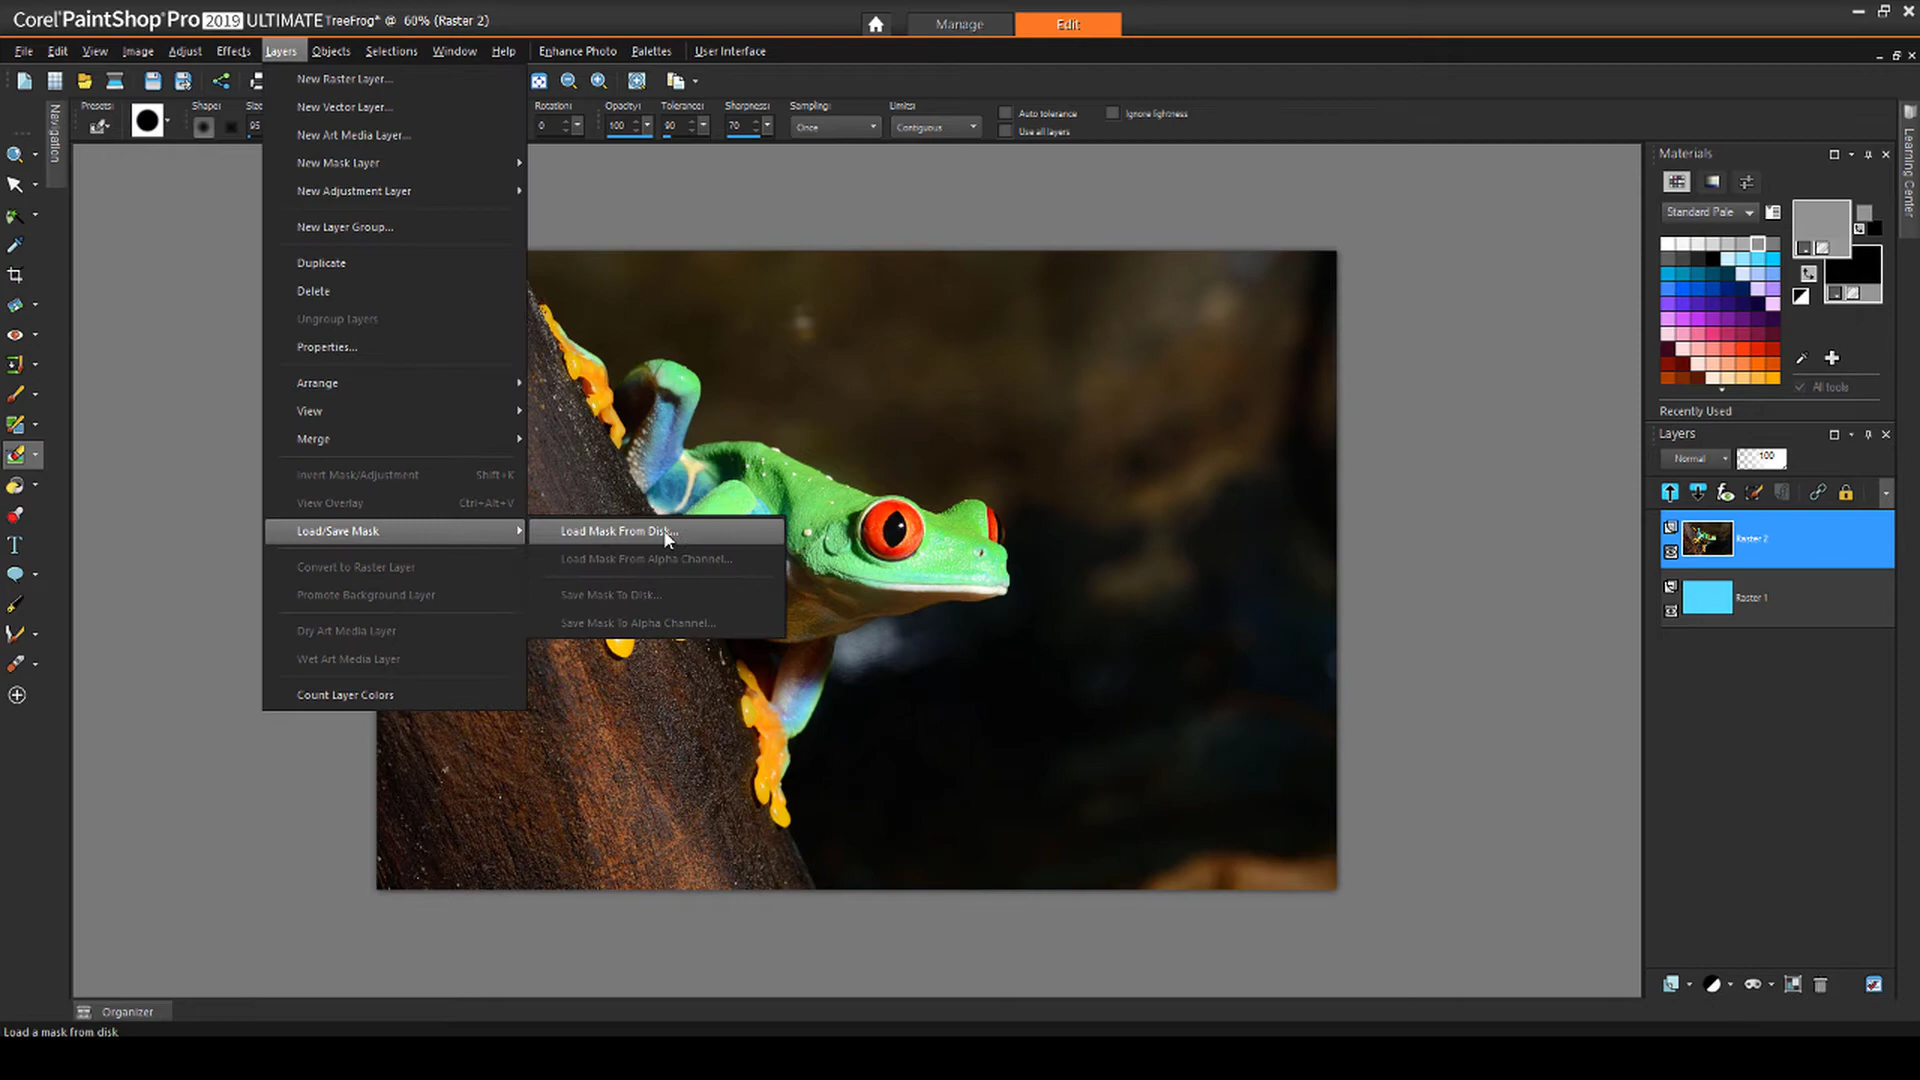 Corel PaintShop Pro 2019 ULTIMATE TreeFrog* @ 60% (Raster 2)
Manage
Edit
File Edit View Image Adjust Effects Layers Objects Selections Window Help Enhance Photo Palettes User Interface
Presets: Shape: Rotation: Opacity: Tolerance: Sharpness: Sampling: Limits:
95 0 100 90 70 Once Contiguous
Auto tolerance
Ignore lightness
Use all layers
Navigation
New Raster Layer...
New Vector Layer...
New Art Media Layer...
New Mask Layer
New Adjustment Layer
New Layer Group...
Duplicate
Delete
Ungroup Layers
Properties...
Arrange
View
Merge
Invert Mask/Adjustment Shift+K
View Overlay Ctrl+Alt+V
Load/Save Mask
Convert to Raster Layer
Promote Background Layer
Dry Art Media Layer
Wet Art Media Layer
Count Layer Colors
Load Mask From Disk...
Load Mask From Alpha Channel...
Save Mask To Disk...
Save Mask To Alpha Channel...
Materials
Standard Pale
All tools
Recently Used
Layers
Normal 100
Raster 2
Raster 1
Learning Center
Organizer
Load a mask from disk